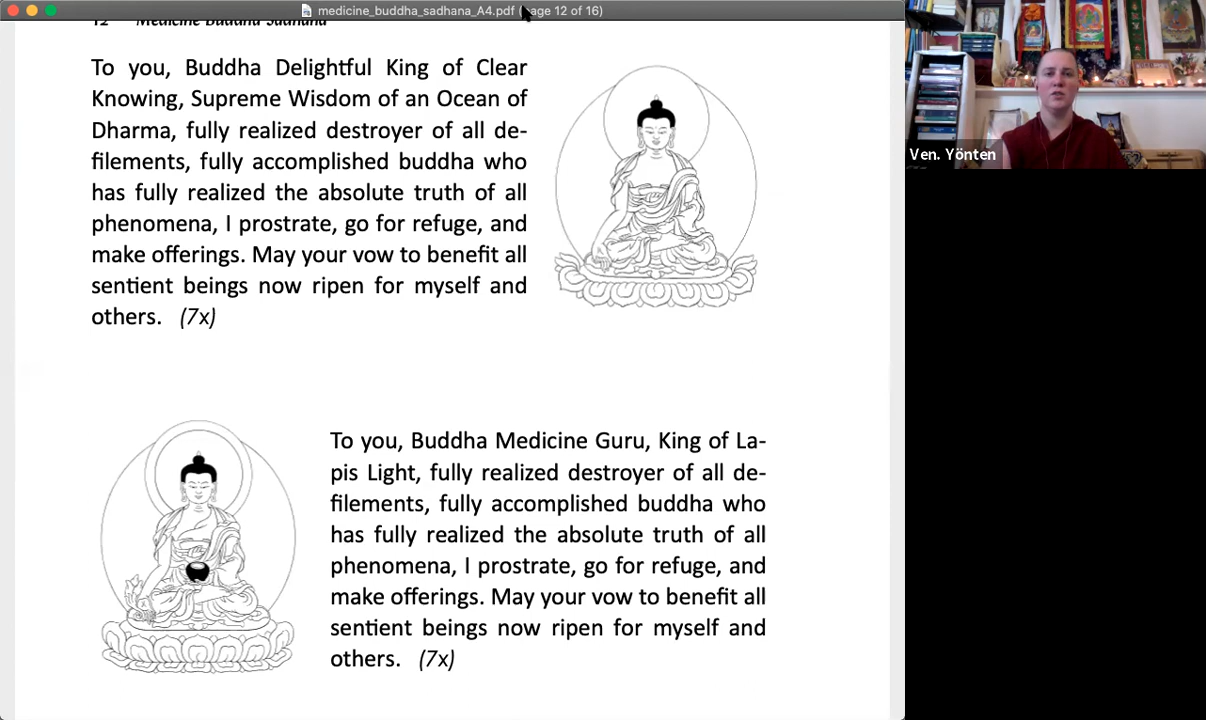 medicine_buddha_sadhana_A4.pdf (page 12 of 16)
12 Medicine Buddha Sadhana
To you, Buddha Delightful King of Clear
Knowing, Supreme Wisdom of an Ocean of
Dharma, fully realized destroyer of all de-
filements, fully accomplished buddha who
has fully realized the absolute truth of all
phenomena, I prostrate, go for refuge, and
make offerings. May your vow to benefit all
sentient beings now ripen for myself and
others. (7x)
To you, Buddha Medicine Guru, King of La-
pis Light, fully realized destroyer of all de-
filements, fully accomplished buddha who
has fully realized the absolute truth of all
phenomena, I prostrate, go for refuge, and
make offerings. May your vow to benefit all
sentient beings now ripen for myself and
others. (7x)
Ven. Yönten